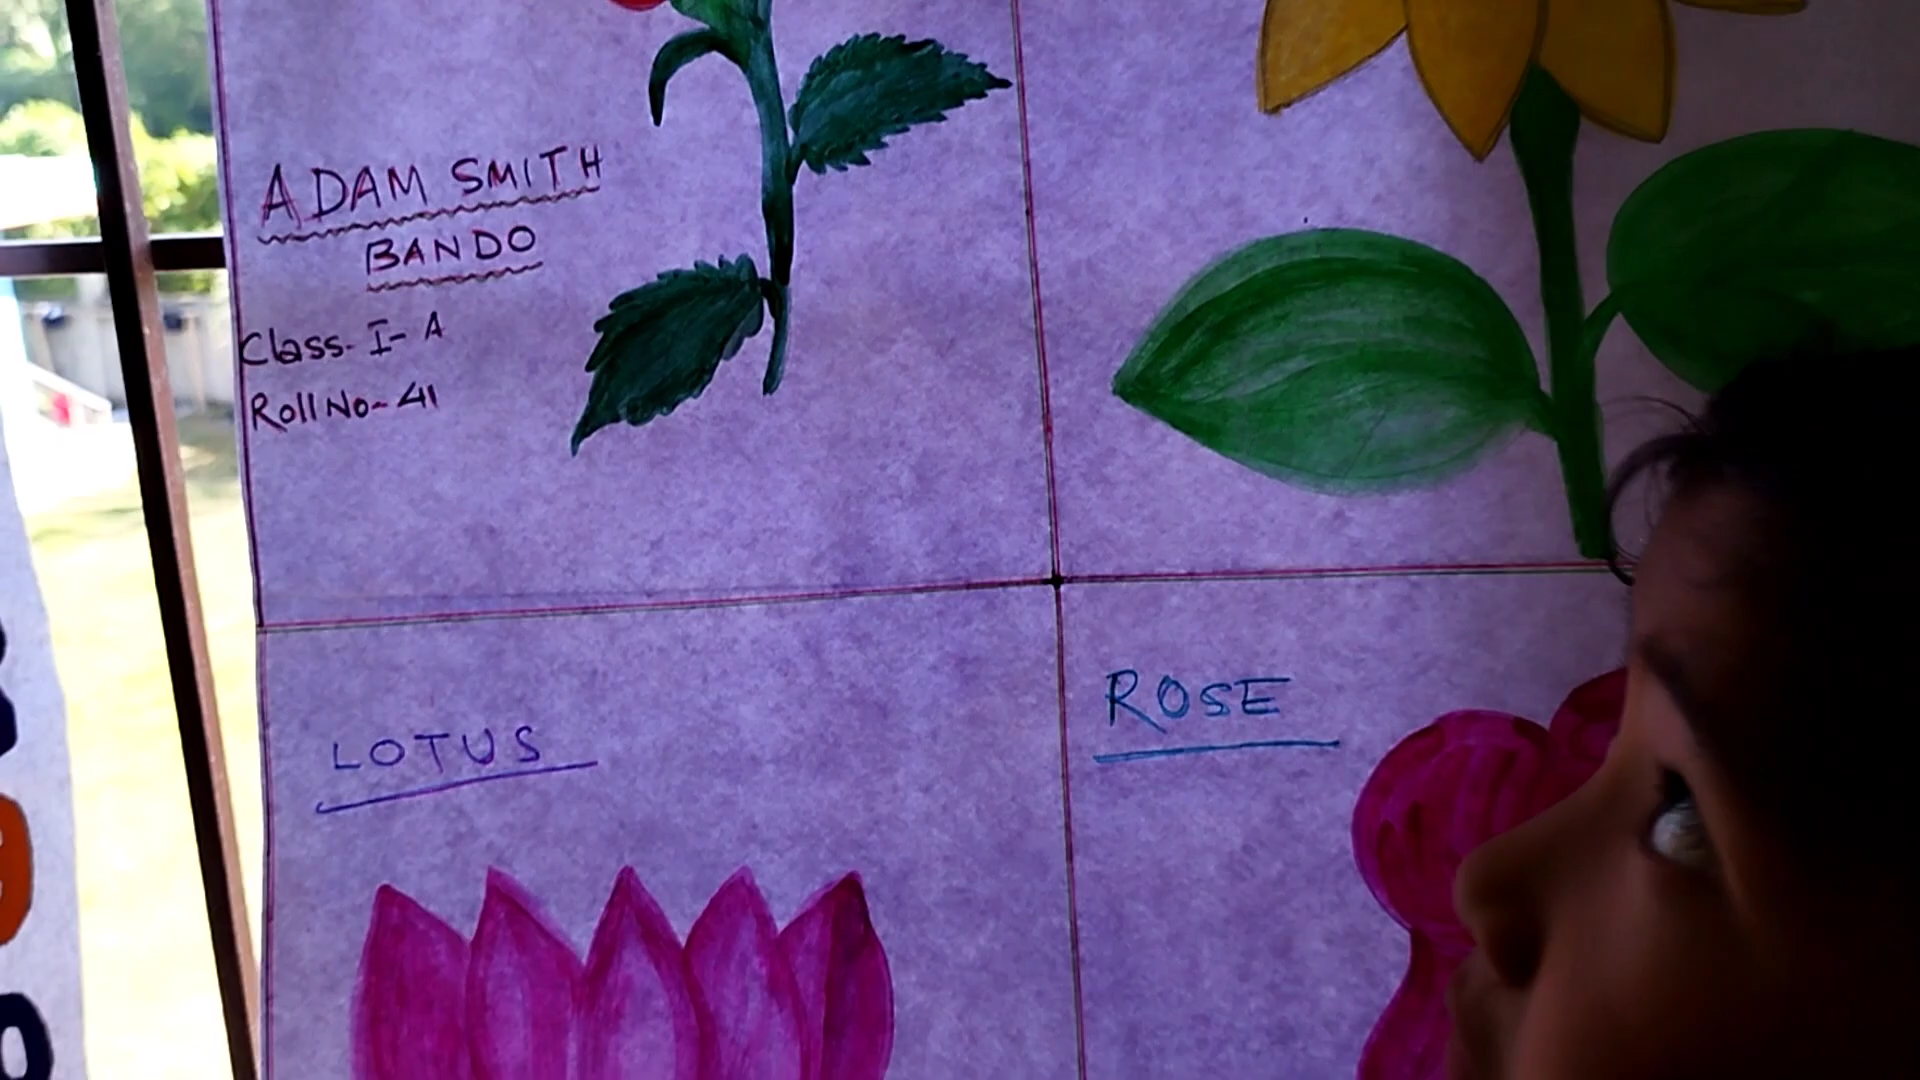 ADAM SMITH
BANDO
Class- I- A
Roll No- 41
LOTUS
ROSE